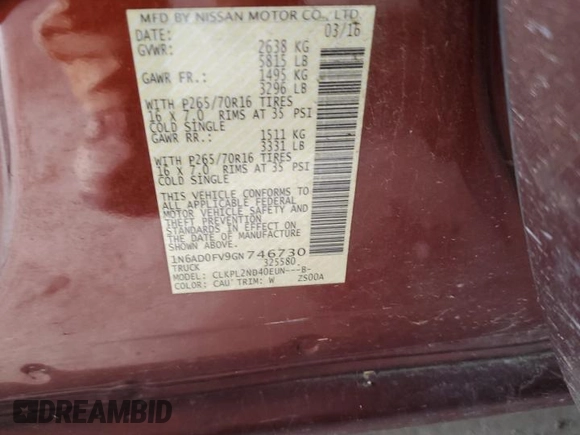 MFD BY NISSAN MOTOR CO., LTD.
DATE: 03/16
GVWR: 2638 KG
5815 LB
GAWR FR.: 1495 KG
3296 LB
WITH P265/70R16 TIRES
16 X 7.0 RIMS AT 35 PSI
COLD SINGLE
GAWR RR.: 1511 KG
3331 LB
WITH P265/70R16 TIRES
16 X 7.0 RIMS AT 35 PSI
COLD SINGLE
THIS VEHICLE CONFORMS TO
ALL APPLICABLE FEDERAL
MOTOR VEHICLE SAFETY AND
THEFT PREVENTION
STANDARDS IN EFFECT ON
THE DATE OF MANUFACTURE
SHOWN ABOVE.
1N6AD0FV9GN746730
325580
TRUCK
MODEL: CLKPL2ND40EUN---B-
COLOR: CAU TRIM: W 2S00A
DREAMBID